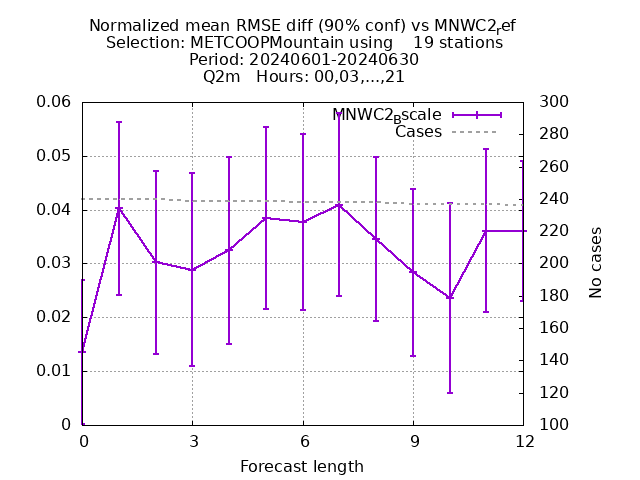 Normalized mean RMSE diff (90% conf) vs MNWC2ref
Selection: METCOOPMountain using 19 stations
Period: 20240601-20240630
Q2m Hours: 00,03,...,21
MNWC2Bscale
Cases
0.06
0.05
0.04
0.03
0.02
0.01
0
300
280
260
240
220
200
180
160
140
120
100
No cases
0 3 6 9 12
Forecast length